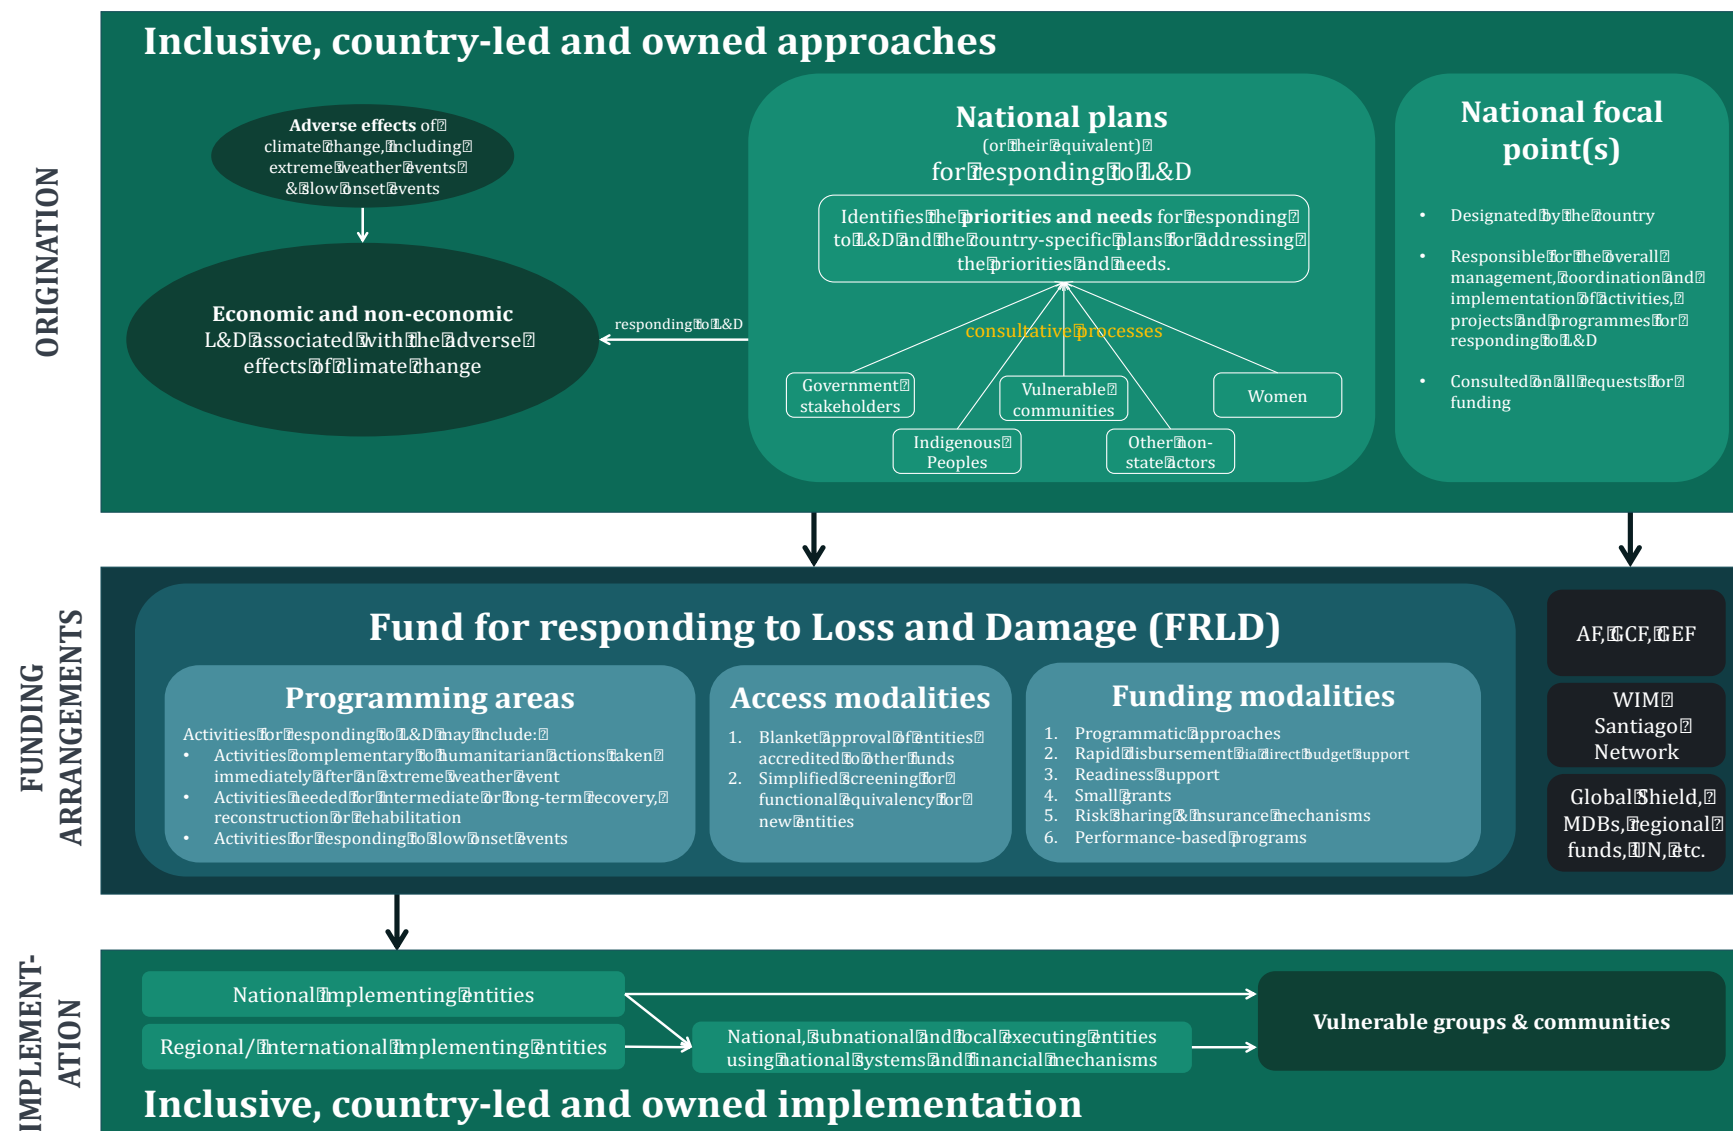 Inclusive, country-led and owned approaches
ORIGINATION
Adverse effects of
climate change, including
extreme weather events
& slow onset events
Economic and non-economic
L&D associated with the adverse
effects of climate change
responding to L&D
National plans
(or their equivalent)
for responding to L&D
Identifies the priorities and needs for responding
to L&D and the country-specific plans for addressing
the priorities and needs.
consultative processes
Government
stakeholders
Vulnerable
communities
Women
Indigenous
Peoples
Other non-
state actors
National focal
point(s)
• Designated by the country
• Responsible for the overall
management, coordination and
implementation of activities,
projects and programmes for
responding to L&D
• Consulted on all requests for
funding
FUNDING
ARRANGEMENTS
Fund for responding to Loss and Damage (FRLD)
Programming areas
Activities for responding to L&D may include:
• Activities complementary to humanitarian actions taken
immediately after an extreme weather event
• Activities needed for intermediate or long-term recovery,
reconstruction or rehabilitation
• Activities for responding to slow onset events
Access modalities
1. Blanket approval of entities
accredited to other funds
2. Simplified screening for
functional equivalency for
new entities
Funding modalities
1. Programmatic approaches
2. Rapid disbursement via direct budget support
3. Readiness support
4. Small grants
5. Risk sharing & insurance mechanisms
6. Performance-based programs
AF, GCF, GEF
WIM
Santiago
Network
Global Shield,
MDBs, regional
funds, UN, etc.
IMPLEMENT-
ATION
National implementing entities
Regional/ International implementing entities
National, subnational and local executing entities
using national systems and financial mechanisms
Vulnerable groups & communities
Inclusive, country-led and owned implementation